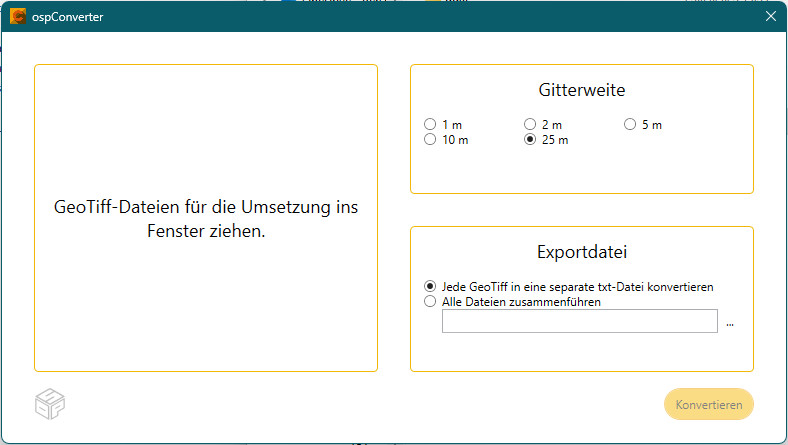 ospConverter
GeoTiff-Dateien für die Umsetzung ins
Fenster ziehen.
Gitterweite
1 m 2 m 5 m
10 m 25 m
Exportdatei
Jede GeoTiff in eine separate txt-Datei konvertieren
Alle Dateien zusammenführen
...
Konvertieren